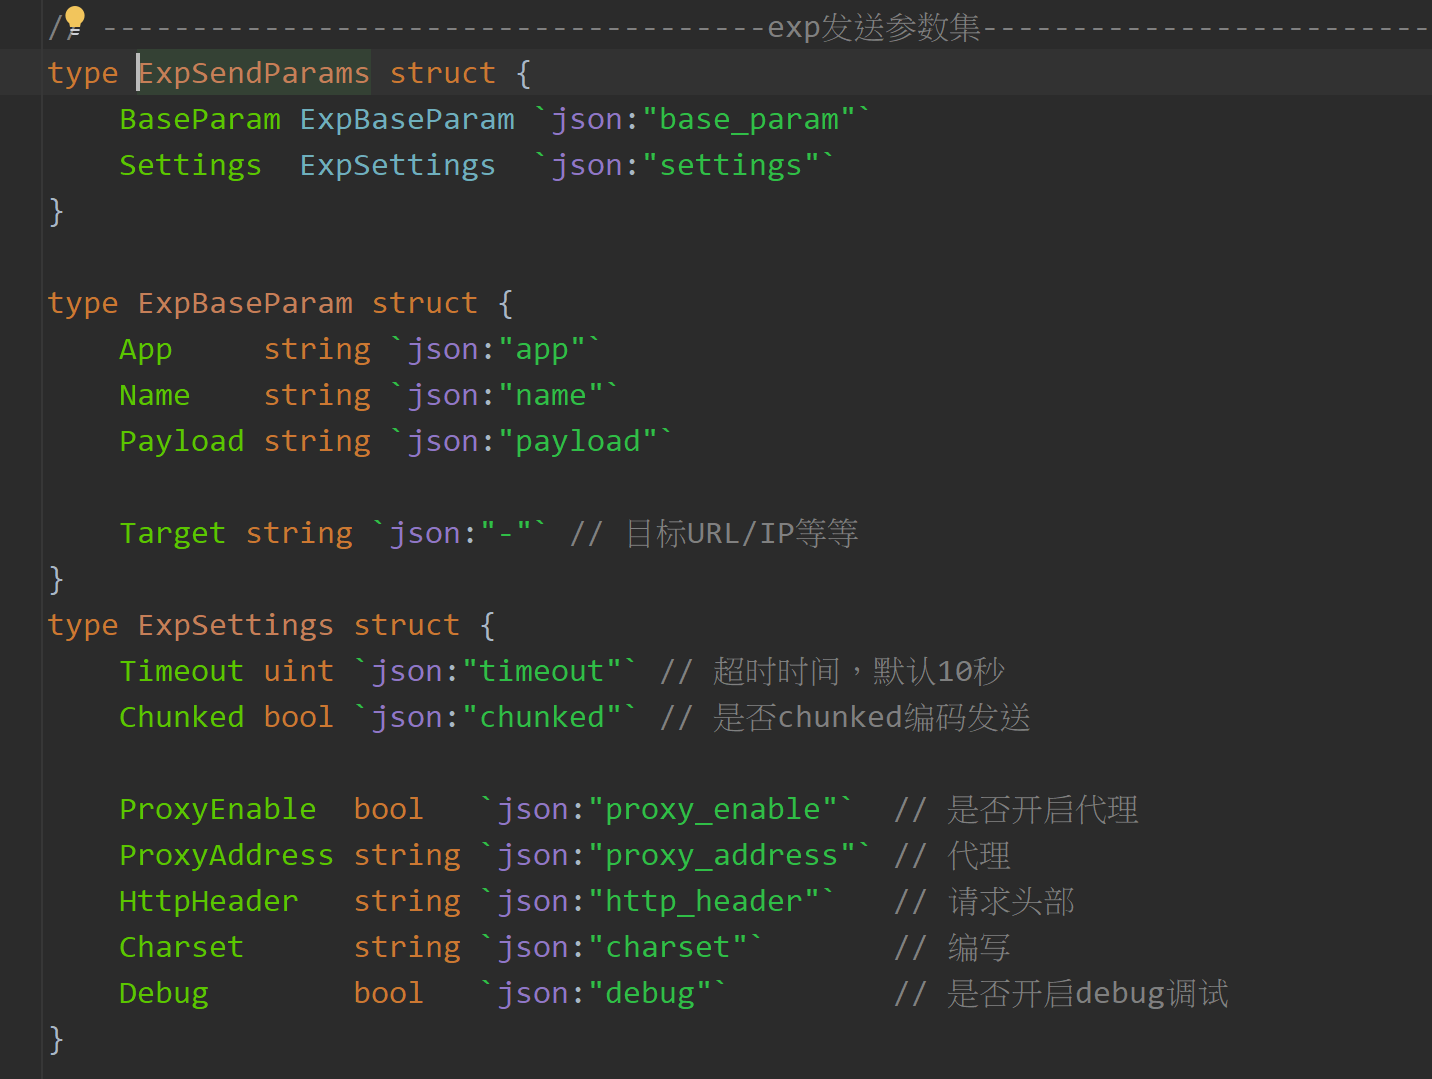 // -------------------------------------exp发送参数集-------------------------
type ExpSendParams struct {
    BaseParam ExpBaseParam `json:"base_param"`
    Settings  ExpSettings  `json:"settings"`
}
type ExpBaseParam struct {
    App     string `json:"app"`
    Name    string `json:"name"`
    Payload string `json:"payload"`
    Target string `json:"-"` // 目标URL/IP等等
}
type ExpSettings struct {
    Timeout uint `json:"timeout"` // 超时时间，默认10秒
    Chunked bool `json:"chunked"` // 是否chunked编码发送
    ProxyEnable  bool   `json:"proxy_enable"`  // 是否开启代理
    ProxyAddress string `json:"proxy_address"` // 代理
    HttpHeader   string `json:"http_header"`   // 请求头部
    Charset      string `json:"charset"`       // 编写
    Debug        bool   `json:"debug"`         // 是否开启debug调试
}